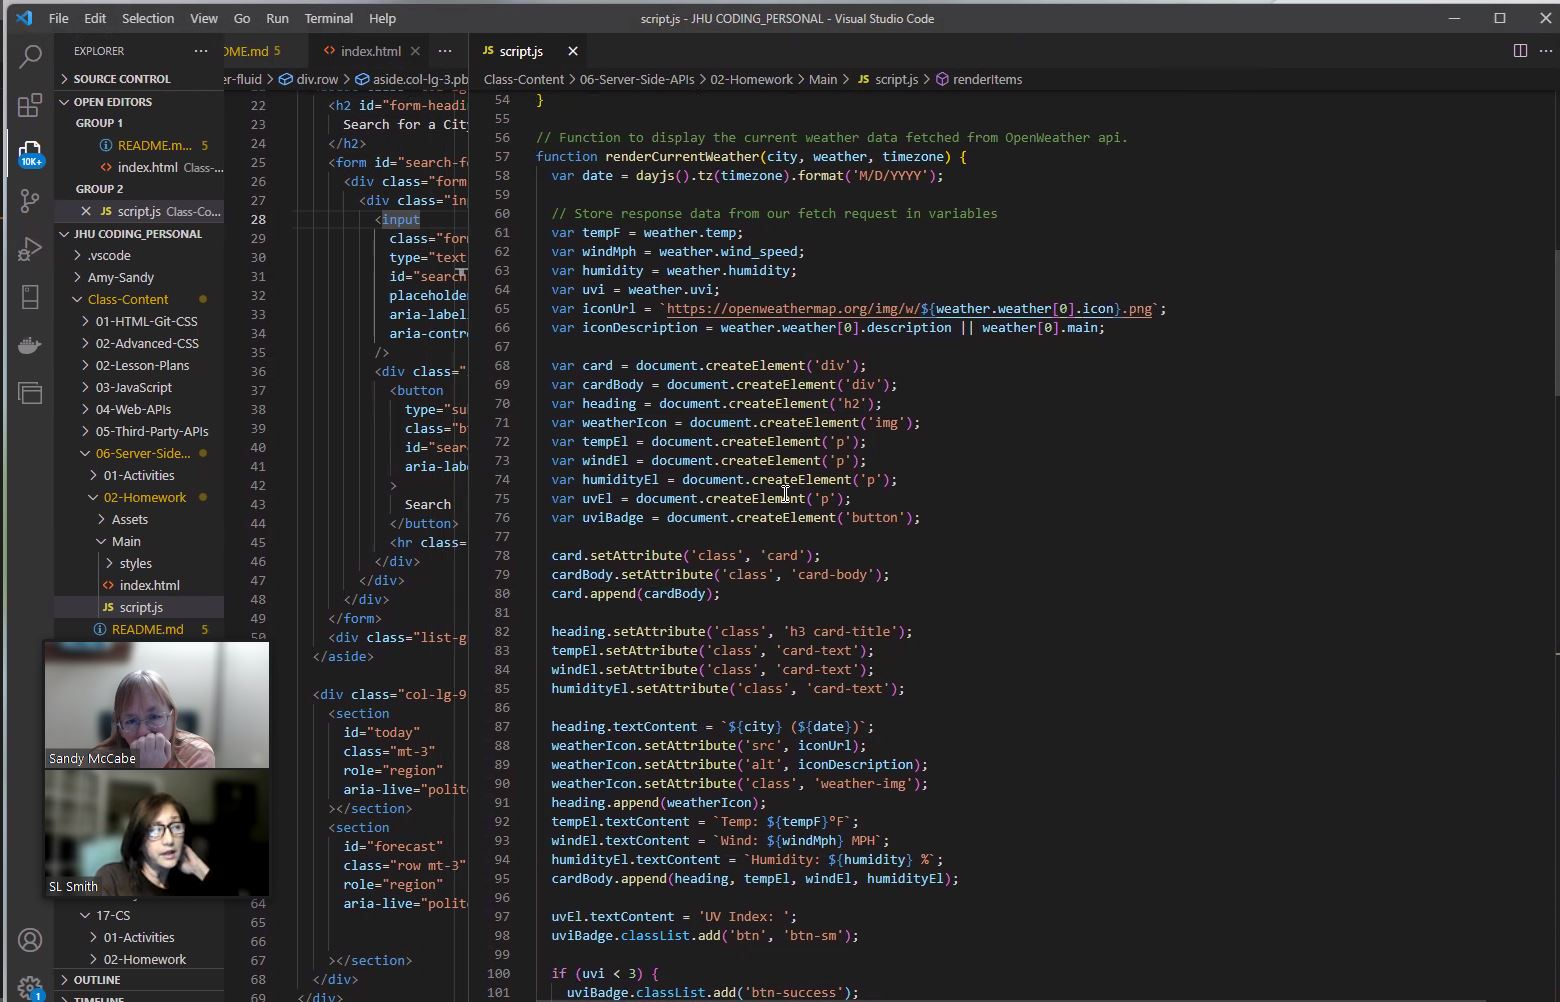 File Edit Selection View Go Run Terminal Help
script.js - JHU CODING_PERSONAL - Visual Studio Code
EXPLORER
SOURCE CONTROL
OPEN EDITORS
GROUP 1
README.m... 5
index.html Class-...
GROUP 2
JS script.js Class-Co...
JHU CODING_PERSONAL
.vscode
Amy-Sandy
Class-Content
01-HTML-Git-CSS
02-Advanced-CSS
02-Lesson-Plans
03-JavaScript
04-Web-APIs
05-Third-Party-APIs
06-Server-Side...
01-Activities
02-Homework
Assets
Main
styles
index.html
JS script.js
README.md 5
Sandy McCabe
SL Smith
17-CS
01-Activities
02-Homework
OUTLINE
TIMELINE
10K+
1
DME.md 5 index.html
er-fluid > div.row > aside.col-lg-3.pb
22 <h2 id="form-headi
23 Search for a City
24 </h2>
25 <form id="search-f
26 <div class="form
27 <div class="in
28 <input
29 class="for
30 type="text
31 id="search
32 placeholde
33 aria-label
34 aria-contr
35 />
36 <div class="
37 <button
38 type="su
39 class="b
40 id="sear
41 aria-lab
42 >
43 Search
44 </button>
45 <hr class=
46 </div>
47 </div>
48 </div>
49 </form>
50 <div class="list-g
</aside>
<div class="col-lg-9
<section
id="today"
class="mt-3"
role="region"
aria-live="polit
></section>
<section
id="forecast"
class="row mt-3"
role="region"
64 aria-live="polit
65
66
67 ></section>
68 </div>
69 </div>
JS script.js
Class-Content > 06-Server-Side-APIs > 02-Homework > Main > JS script.js > renderItems
54 }
55
56 // Function to display the current weather data fetched from OpenWeather api.
57 function renderCurrentWeather(city, weather, timezone) {
58 var date = dayjs().tz(timezone).format('M/D/YYYY');
59
60 // Store response data from our fetch request in variables
61 var tempF = weather.temp;
62 var windMph = weather.wind_speed;
63 var humidity = weather.humidity;
64 var uvi = weather.uvi;
65 var iconUrl = `https://openweathermap.org/img/w/${weather.weather[0].icon}.png`;
66 var iconDescription = weather.weather[0].description || weather[0].main;
67
68 var card = document.createElement('div');
69 var cardBody = document.createElement('div');
70 var heading = document.createElement('h2');
71 var weatherIcon = document.createElement('img');
72 var tempEl = document.createElement('p');
73 var windEl = document.createElement('p');
74 var humidityEl = document.createElement('p');
75 var uvEl = document.createElement('p');
76 var uviBadge = document.createElement('button');
77
78 card.setAttribute('class', 'card');
79 cardBody.setAttribute('class', 'card-body');
80 card.append(cardBody);
81
82 heading.setAttribute('class', 'h3 card-title');
83 tempEl.setAttribute('class', 'card-text');
84 windEl.setAttribute('class', 'card-text');
85 humidityEl.setAttribute('class', 'card-text');
86
87 heading.textContent = `${city} (${date})`;
88 weatherIcon.setAttribute('src', iconUrl);
89 weatherIcon.setAttribute('alt', iconDescription);
90 weatherIcon.setAttribute('class', 'weather-img');
91 heading.append(weatherIcon);
92 tempEl.textContent = `Temp: ${tempF}°F`;
93 windEl.textContent = `Wind: ${windMph} MPH`;
94 humidityEl.textContent = `Humidity: ${humidity} %`;
95 cardBody.append(heading, tempEl, windEl, humidityEl);
96
97 uvEl.textContent = 'UV Index: ';
98 uviBadge.classList.add('btn', 'btn-sm');
99
100 if (uvi < 3) {
101 uviBadge.classList.add('btn-success');